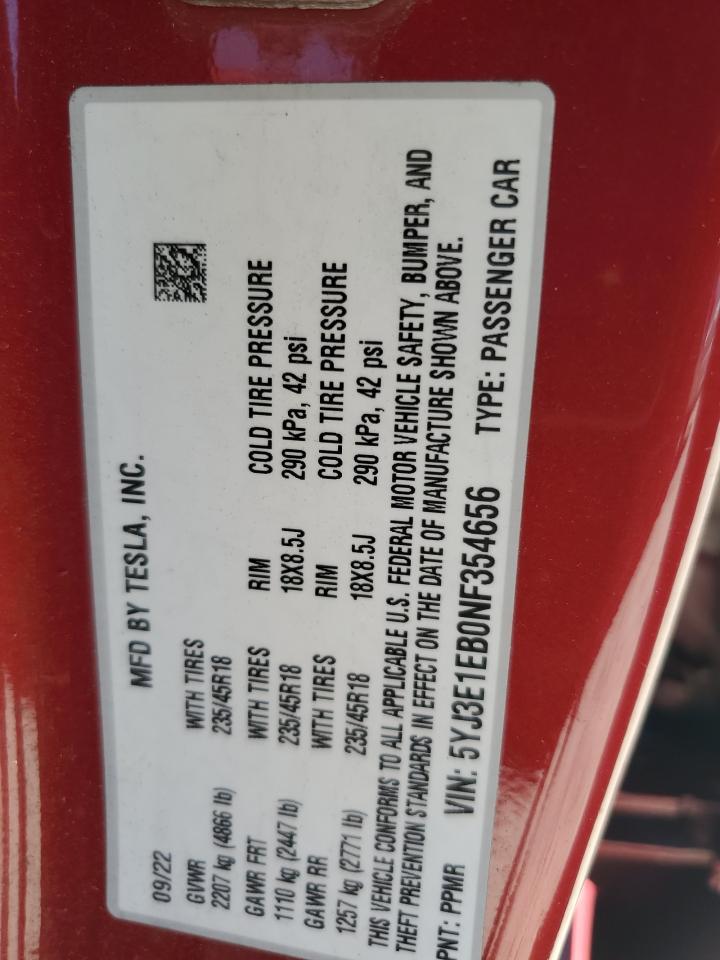 MFD BY TESLA, INC.
09/22
GVWR WITH TIRES
2207 kg (4866 lb) 235/45R18
GAWR FRT WITH TIRES RIM COLD TIRE PRESSURE
1110 kg (2447 lb) 235/45R18 18X8.5J 290 kPa, 42 psi
GAWR RR WITH TIRES RIM COLD TIRE PRESSURE
1257 kg (2771 lb) 235/45R18 18X8.5J 290 kPa, 42 psi
THIS VEHICLE CONFORMS TO ALL APPLICABLE U.S. FEDERAL MOTOR VEHICLE SAFETY, BUMPER, AND
THEFT PREVENTION STANDARDS IN EFFECT ON THE DATE OF MANUFACTURE SHOWN ABOVE.
PNT: PPMR VIN: 5YJ3E1EB0NF354656 TYPE: PASSENGER CAR